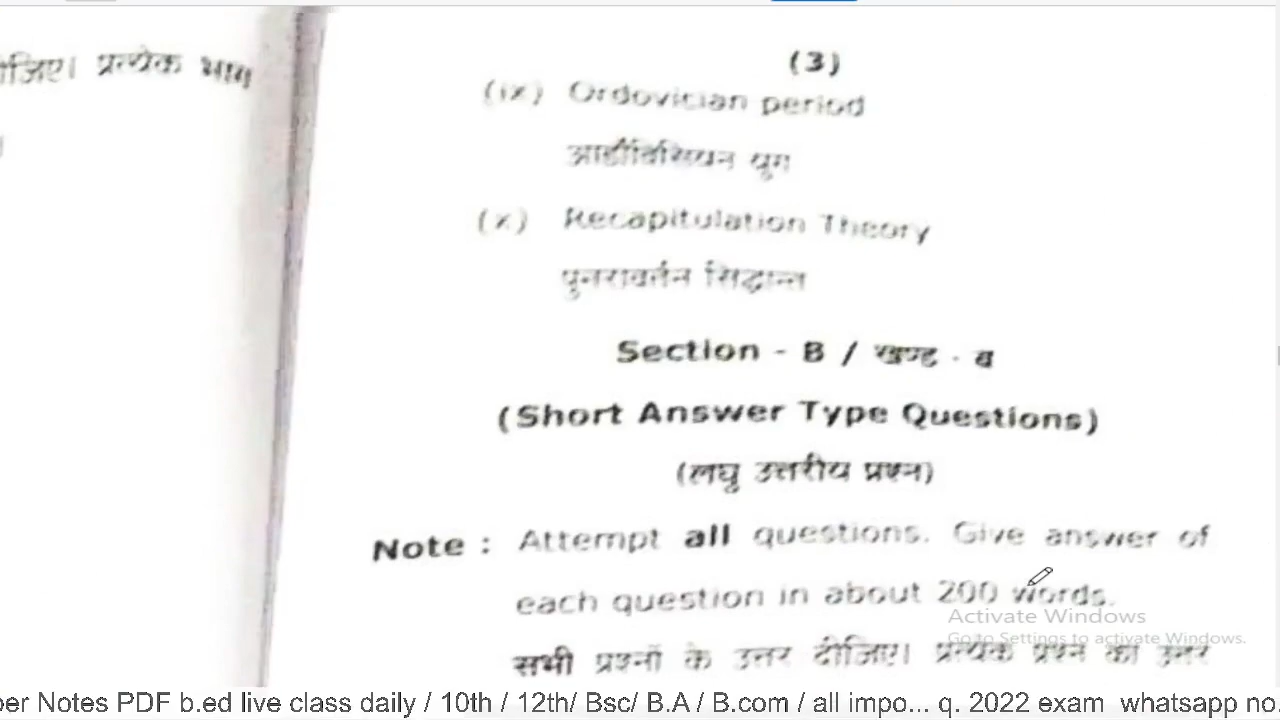 ीजिए। प्रत्येक भाग
(3)
(ix) Ordovician period
आर्डोविसियन युग
(x) Recapitulation Theory
पुनरावर्तन सिद्धान्त
Section - B / खण्ड - ब
(Short Answer Type Questions)
(लघु उत्तरीय प्रश्न)
Note : Attempt all questions. Give answer of
each question in about 200 words.
Activate Windows
Go to Settings to activate Windows.
सभी प्रश्नों के उत्तर दीजिए। प्रत्येक प्रश्न का उत्तर
per Notes PDF b.ed live class daily / 10th / 12th/ Bsc/ B.A / B.com / all impo... q. 2022 exam whatsapp no.